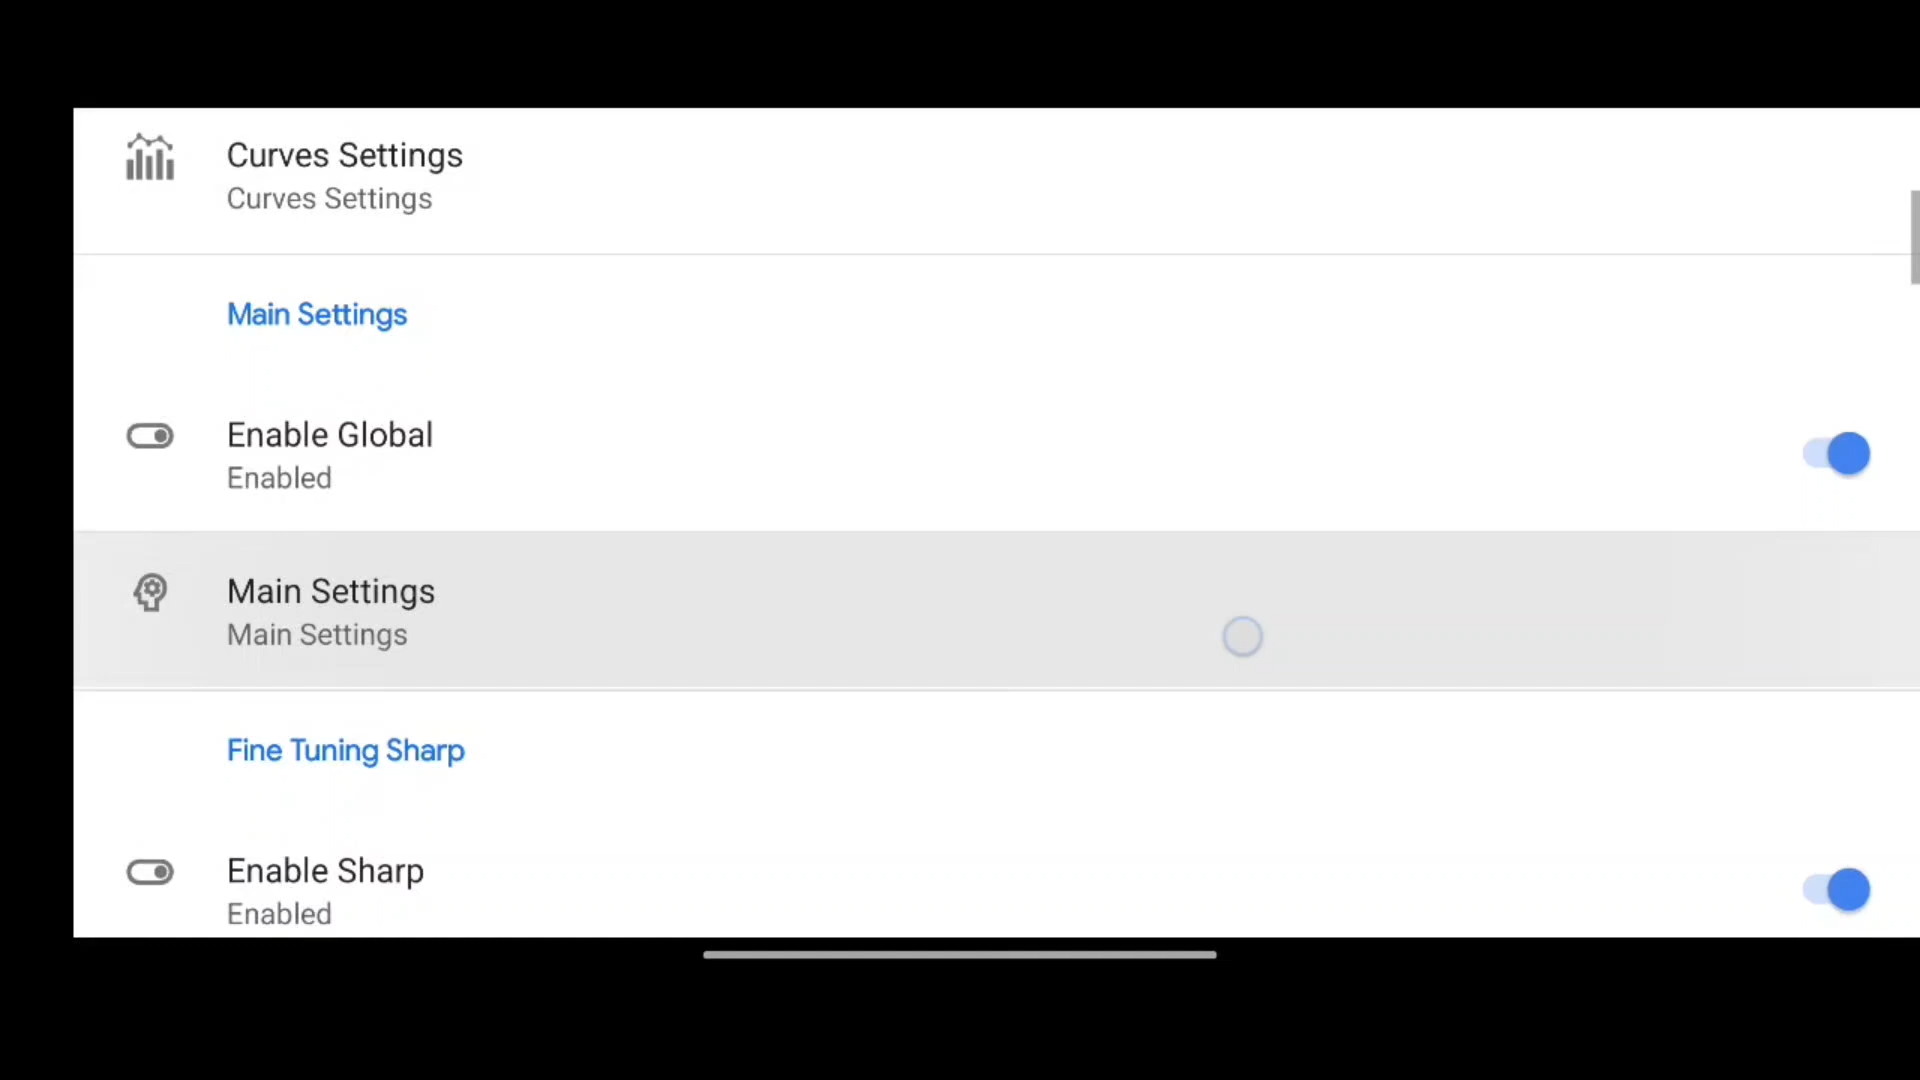 Curves Settings
Curves Settings
Main Settings
Enable Global
Enabled
Main Settings
Main Settings
Fine Tuning Sharp
Enable Sharp
Enabled